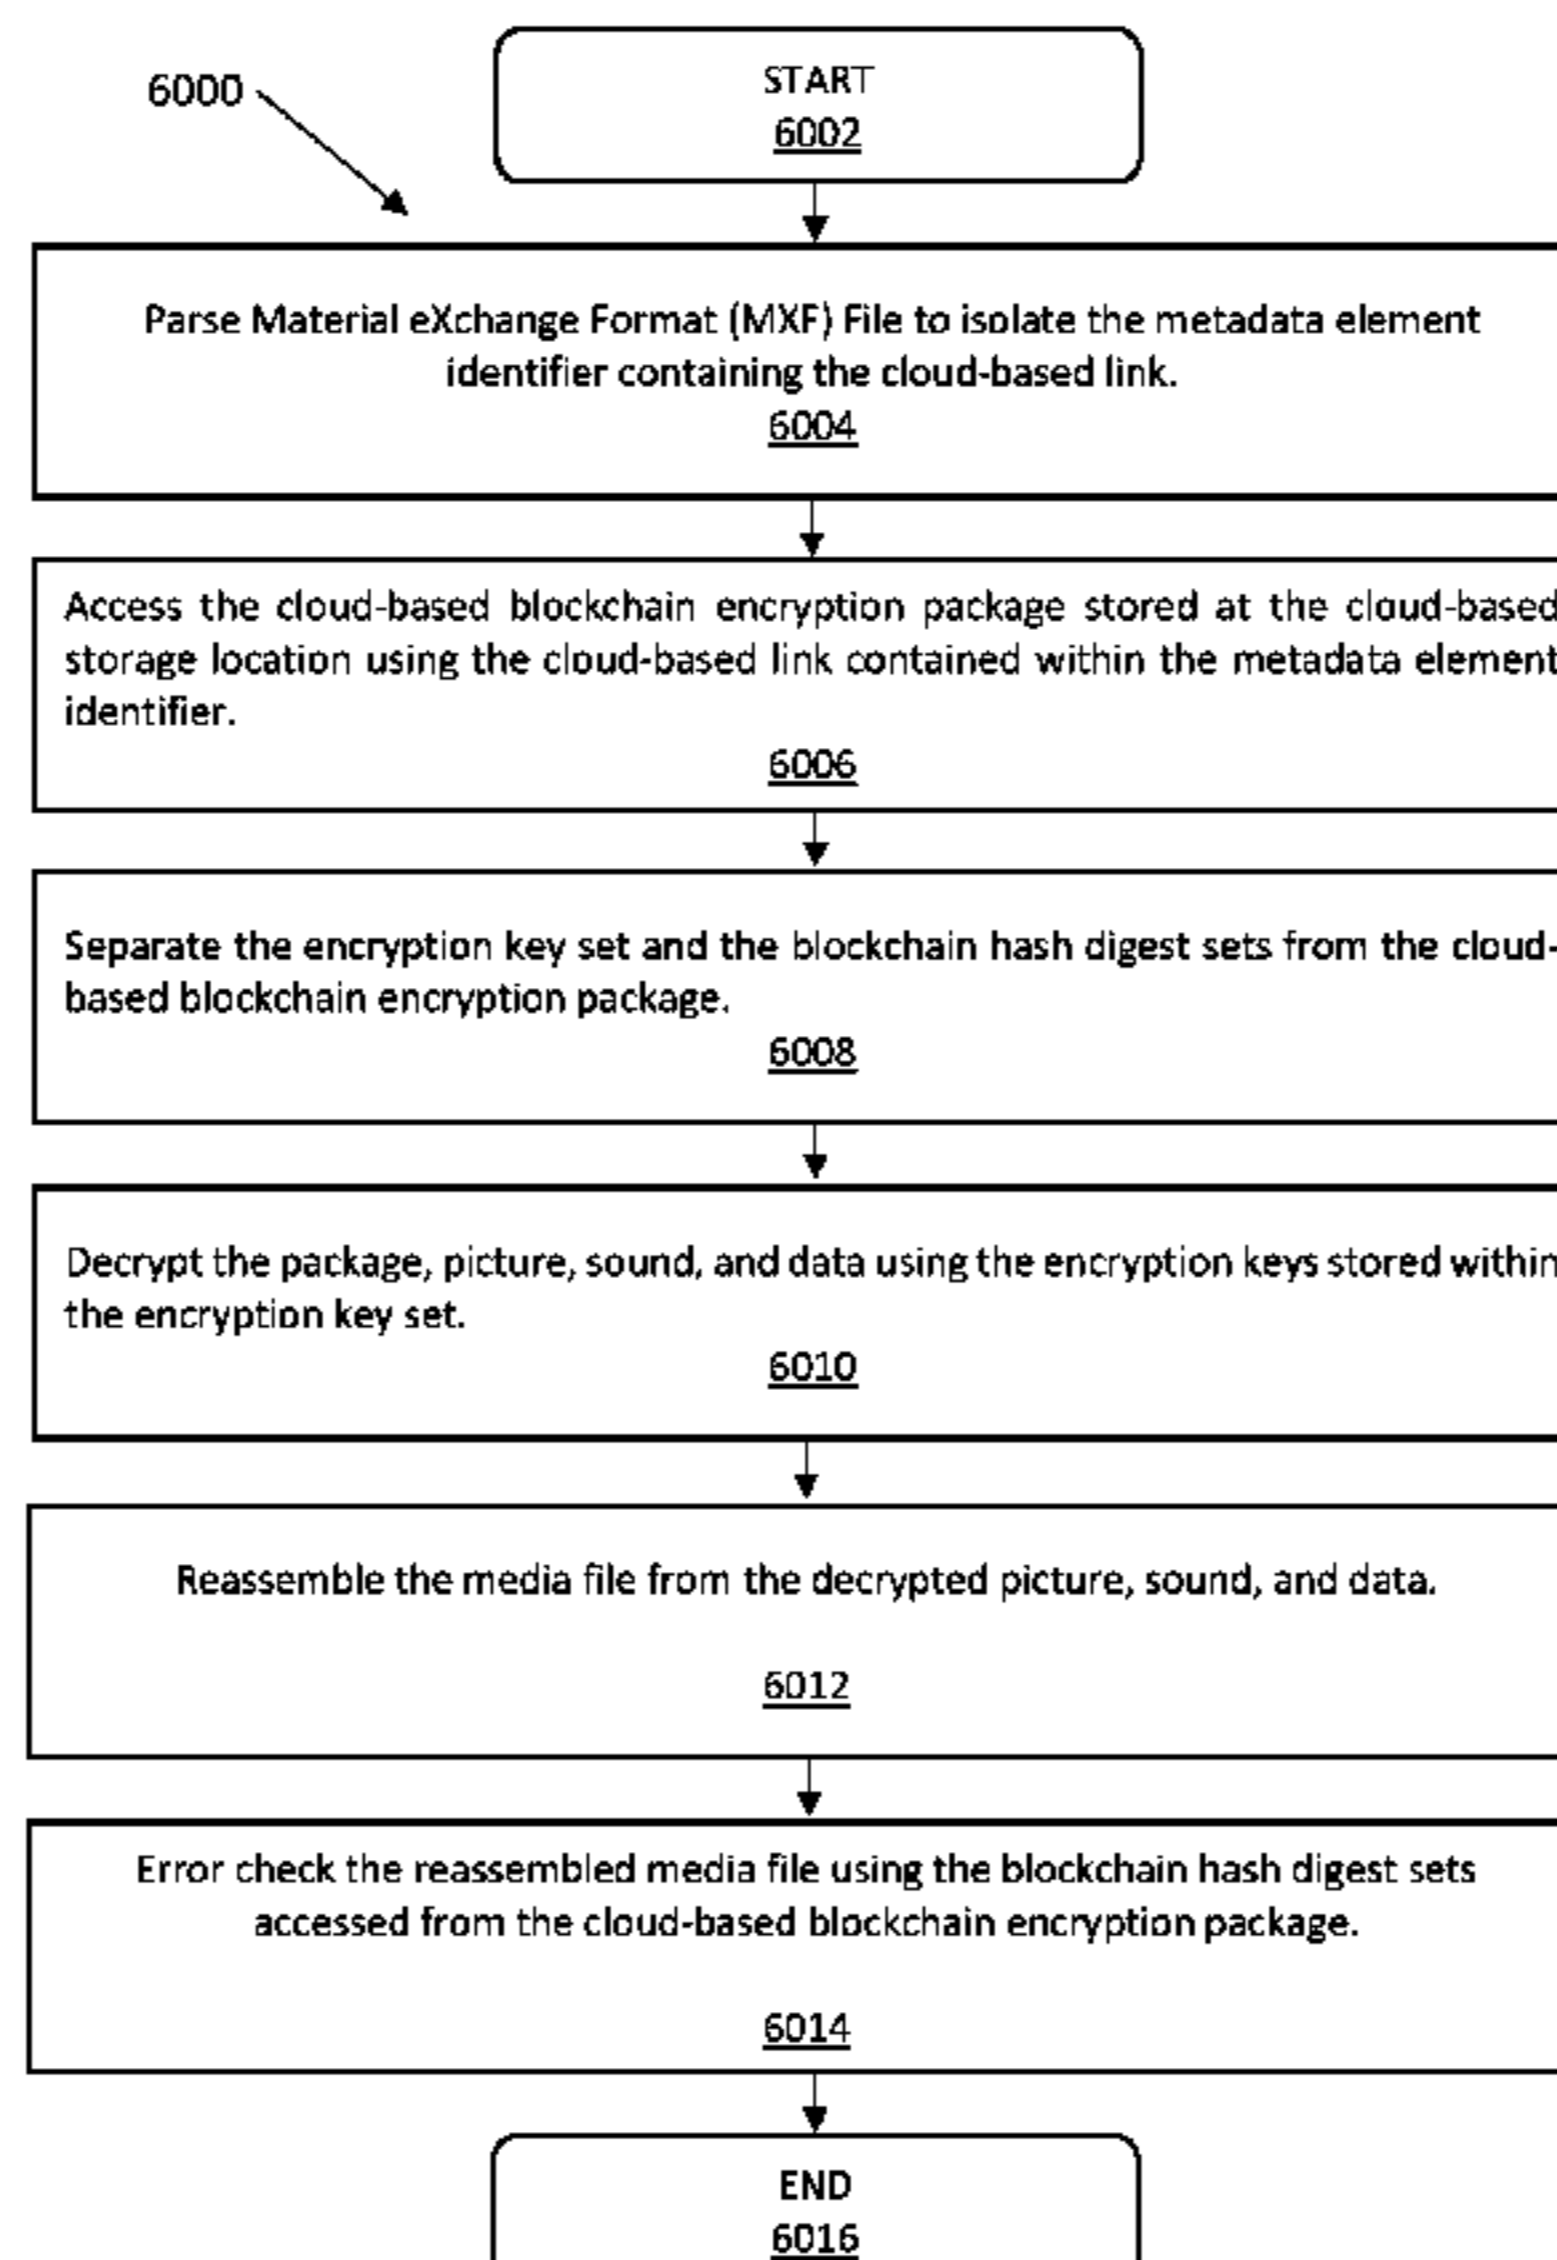 START
6000
6002
Parse Material eXchange Format (MXF) File to isolate the metadata element
identifier containing the cloud-based link.
6004
Access the cloud-based blockchain encryption package stored at the cloud-based
storage location using the cloud-based link contained within the metadata element
identifier.
6006
Separate the encryption key set and the blockchain hash digest sets from the cloud-
based blockchain encryption package.
6008
Decrypt the package, picture, sound, and data using the encryption keys stored within
the encryption key set.
6010
Reassemble the media file from the decrypted picture, sound, and data.
6012
Error check the reassembled media file using the blockchain hash digest sets
accessed from the cloud-based blockchain encryption package.
6014
END
6016